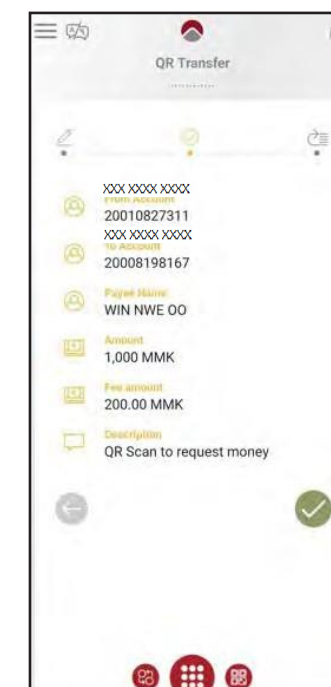 QR Transfer
XXX XXXX XXXX
From Account
20010827311
XXX XXXX XXXX
To Account
20008198167
Payee Name
WIN NWE OO
Amount
1,000 MMK
Fee amount
200.00 MMK
Description
QR Scan to request money